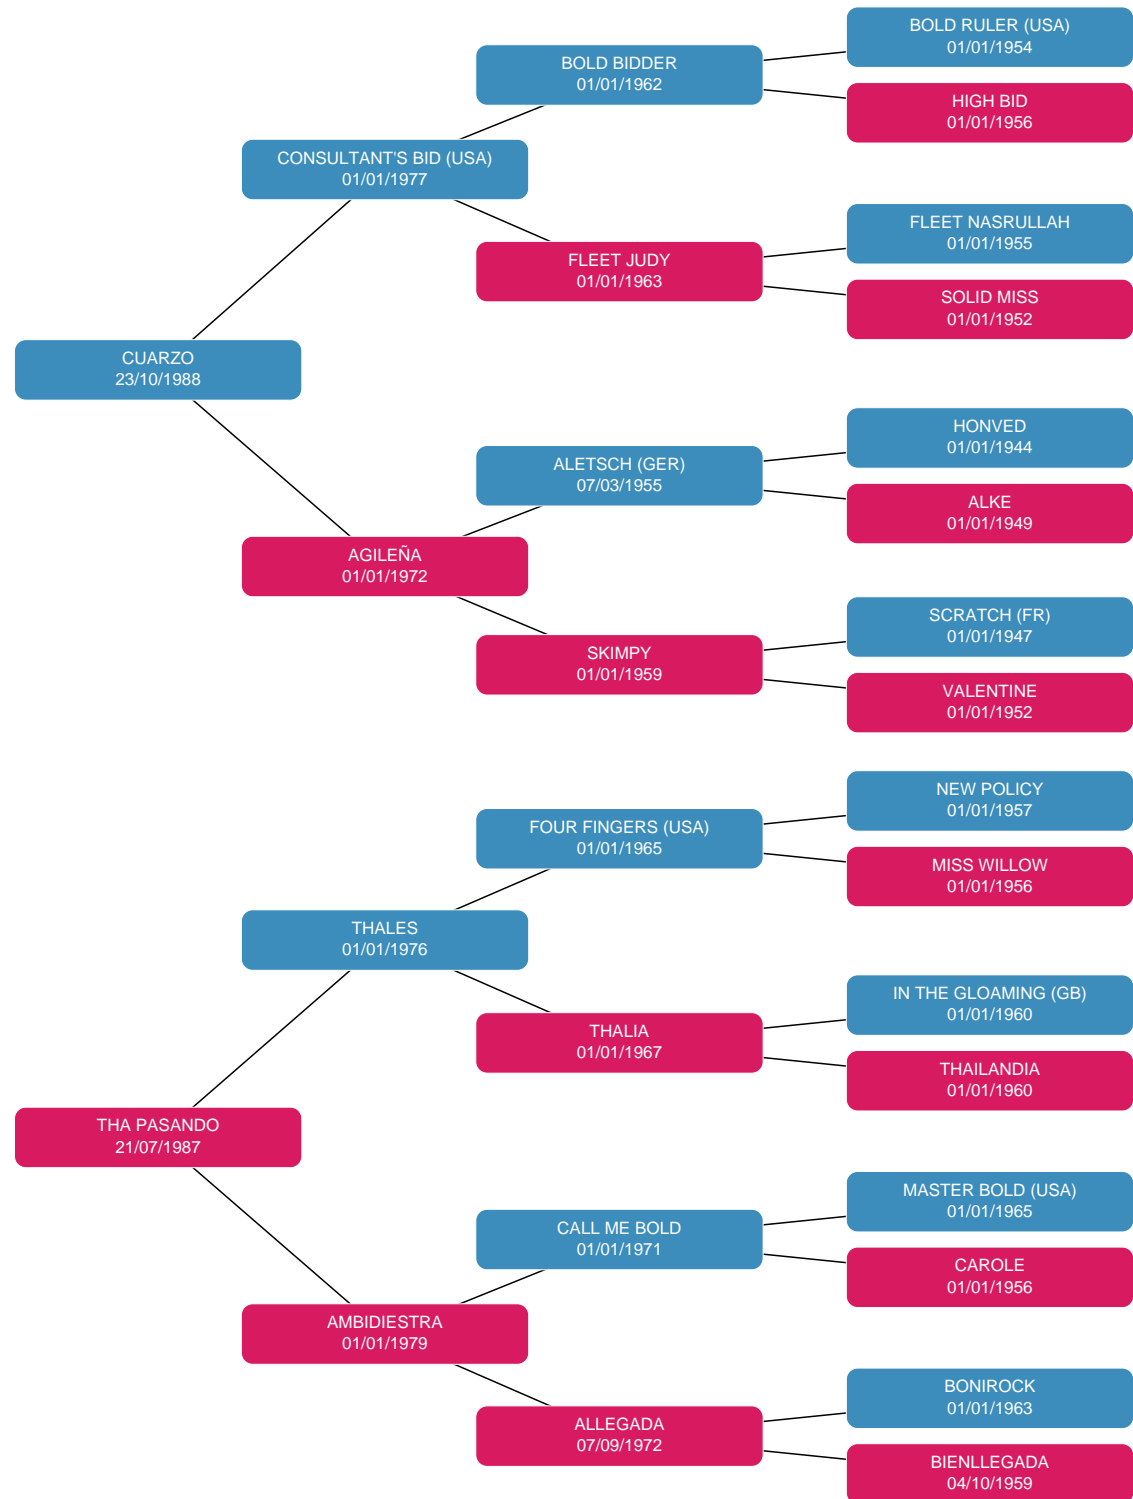 BOLD RULER (USA)
01/01/1954
BOLD BIDDER
01/01/1962
HIGH BID
01/01/1956
CONSULTANT'S BID (USA)
01/01/1977
FLEET NASRULLAH
01/01/1955
FLEET JUDY
01/01/1963
SOLID MISS
01/01/1952
CUARZO
23/10/1988
HONVED
01/01/1944
ALETSCH (GER)
07/03/1955
ALKE
01/01/1949
AGILEÑA
01/01/1972
SCRATCH (FR)
01/01/1947
SKIMPY
01/01/1959
VALENTINE
01/01/1952
NEW POLICY
01/01/1957
FOUR FINGERS (USA)
01/01/1965
MISS WILLOW
01/01/1956
THALES
01/01/1976
IN THE GLOAMING (GB)
01/01/1960
THALIA
01/01/1967
THAILANDIA
01/01/1960
THA PASANDO
21/07/1987
MASTER BOLD (USA)
01/01/1965
CALL ME BOLD
01/01/1971
CAROLE
01/01/1956
AMBIDIESTRA
01/01/1979
BONIROCK
01/01/1963
ALLEGADA
07/09/1972
BIENLLEGADA
04/10/1959